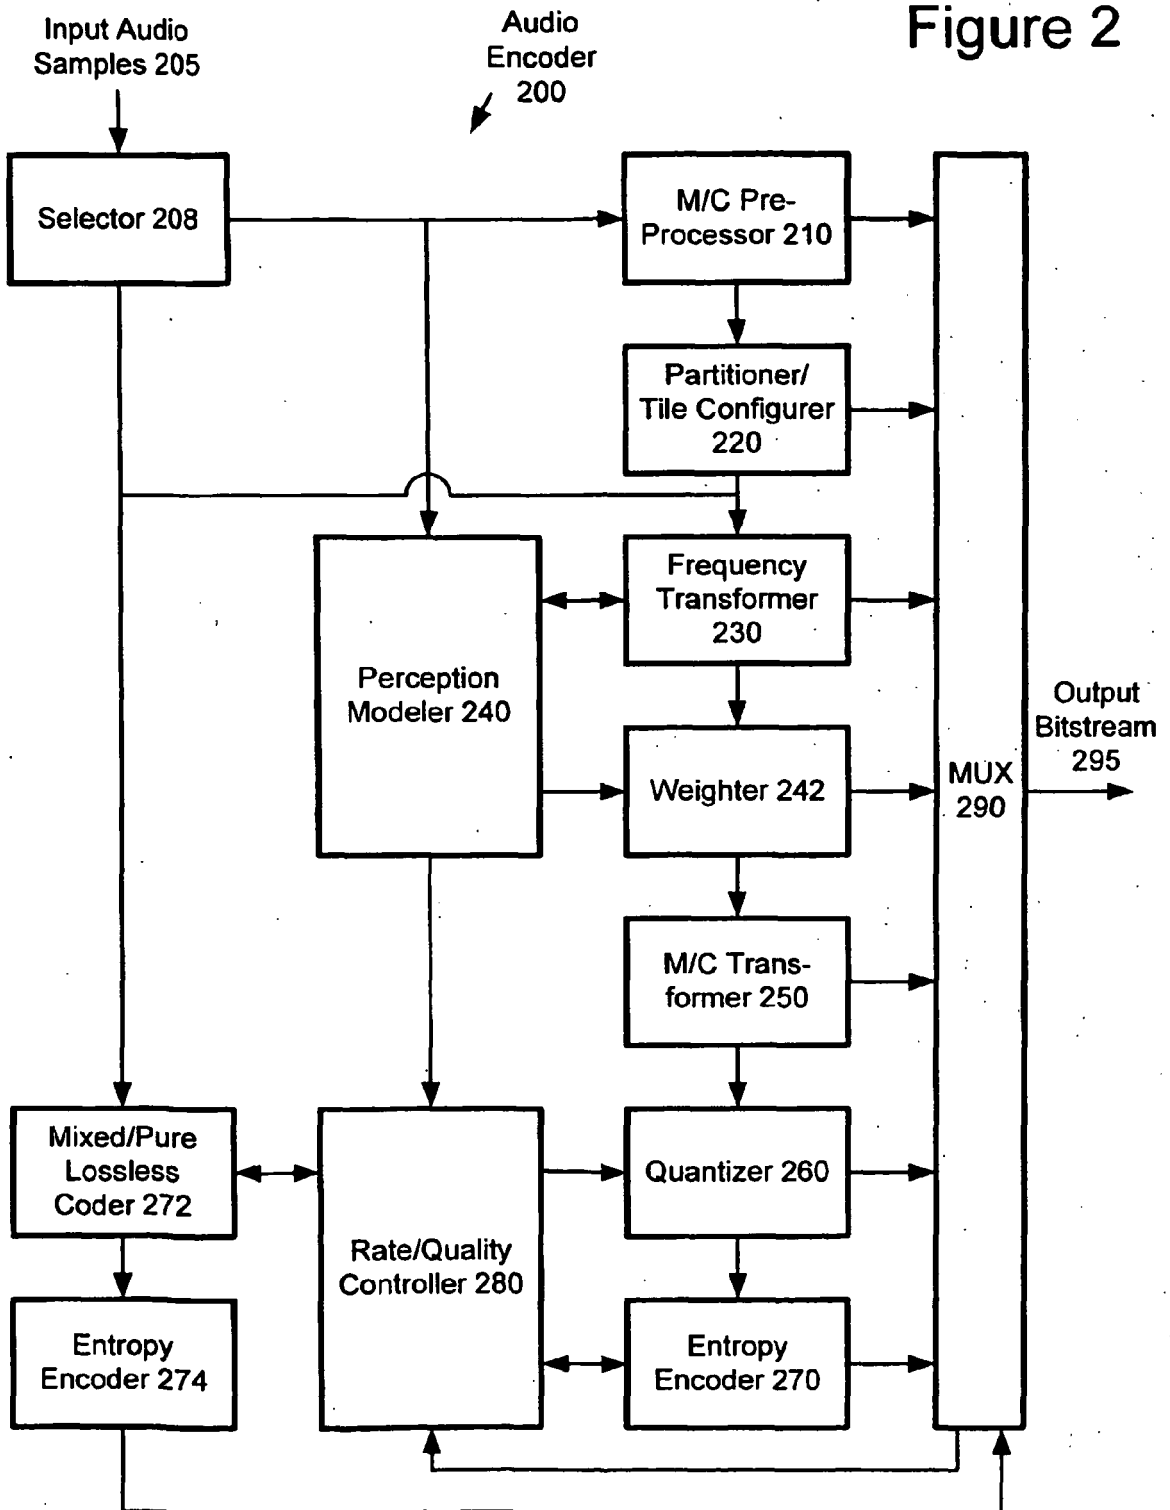 Input Audio
Samples 205
Audio
Encoder
200
Figure 2
Selector 208
M/C Pre-
Processor 210
Partitioner/
Tile Configurer
220
Frequency
Transformer
230
Perception
Modeler 240
Weighter 242
MUX
290
Output
Bitstream
295
M/C Trans-
former 250
Mixed/Pure
Lossless
Coder 272
Rate/Quality
Controller 280
Quantizer 260
Entropy
Encoder 274
Entropy
Encoder 270